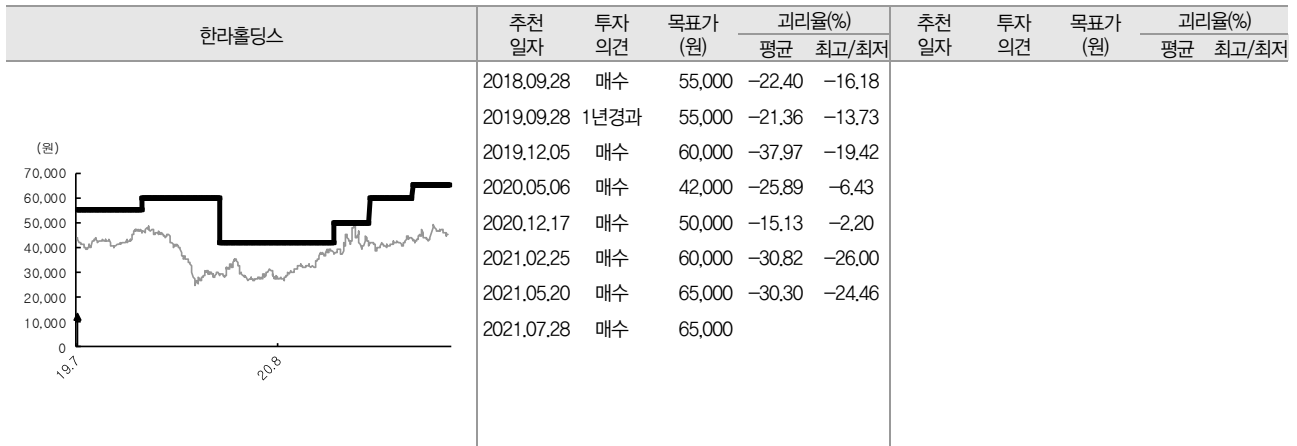 한라홀딩스
추천 일자 투자 의견 목표가 (원) 괴리율(%) 평균 최고/최저 추천 일자 투자 의견 목표가 (원) 괴리율(%) 평균 최고/최저
2018.09.28 매수 55,000 -22.40 -16.18
2019.09.28 1년경과 55,000 -21.36 -13.73
2019.12.05 매수 60,000 -37.97 -19.42
2020.05.06 매수 42,000 -25.89 -6.43
2020.12.17 매수 50,000 -15.13 -2.20
2021.02.25 매수 60,000 -30.82 -26.00
2021.05.20 매수 65,000 -30.30 -24.46
2021.07.28 매수 65,000
(원)
70,000
60,000
50,000
40,000
30,000
20,000
10,000
0
19.7 20.8